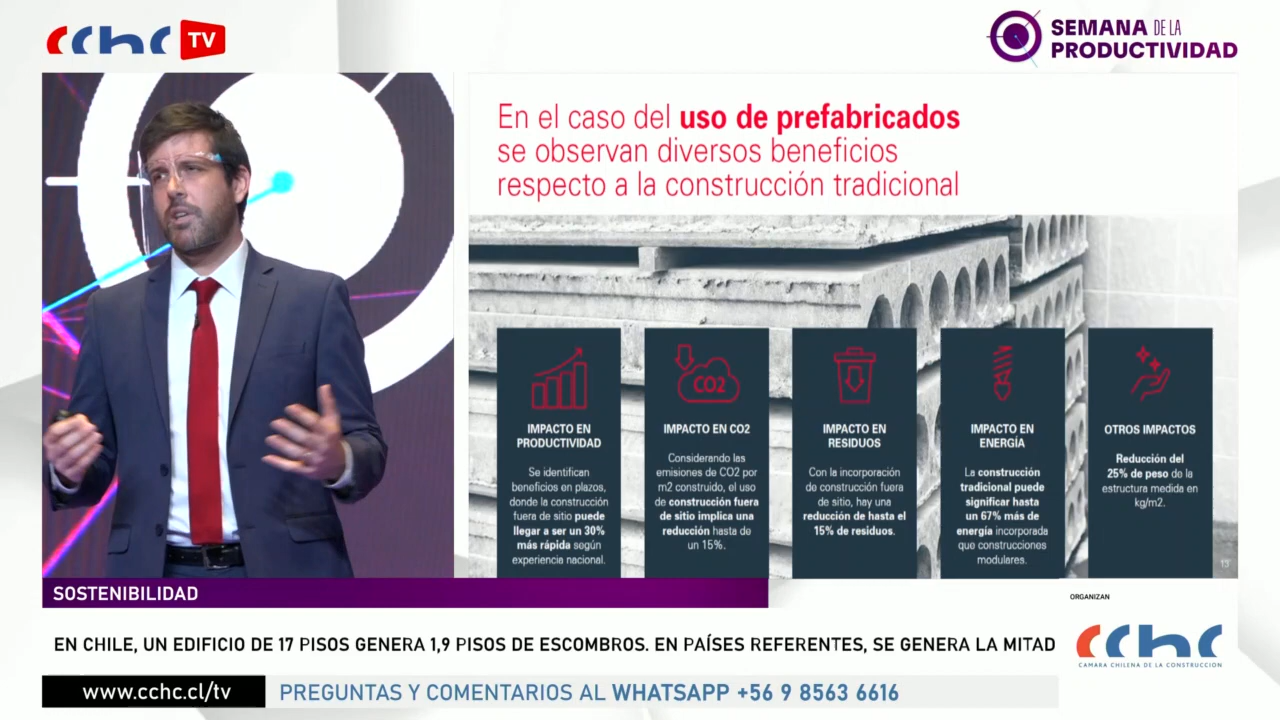 cchc TV
SEMANA DE LA
PRODUCTIVIDAD
En el caso del uso de prefabricados
se observan diversos beneficios
respecto a la construcción tradicional
IMPACTO EN
PRODUCTIVIDAD
Se identifican
beneficios en plazos,
donde la construcción
fuera de sitio puede
llegar a ser un 30%
más rápida según
experiencia nacional.
CO2
IMPACTO EN CO2
Considerando las
emisiones de CO2 por
m2 construido, el uso
de construcción fuera
de sitio implica una
reducción hasta de
un 15%.
IMPACTO EN
RESIDUOS
Con la incorporación
de construcción fuera
de sitio, hay una
reducción de hasta el
15% de residuos.
IMPACTO EN
ENERGÍA
La construcción
tradicional puede
significar hasta
un 67% más de
energía incorporada
que construcciones
modulares.
OTROS IMPACTOS
Reducción del
25% de peso de la
estructura medida en
kg/m2.
13
SOSTENIBILIDAD
ORGANIZAN
EN CHILE, UN EDIFICIO DE 17 PISOS GENERA 1,9 PISOS DE ESCOMBROS. EN PAÍSES REFERENTES, SE GENERA LA MITAD
cchc
CAMARA CHILENA DE LA CONSTRUCCION
www.cchc.cl/tv
PREGUNTAS Y COMENTARIOS AL WHATSAPP +56 9 8563 6616